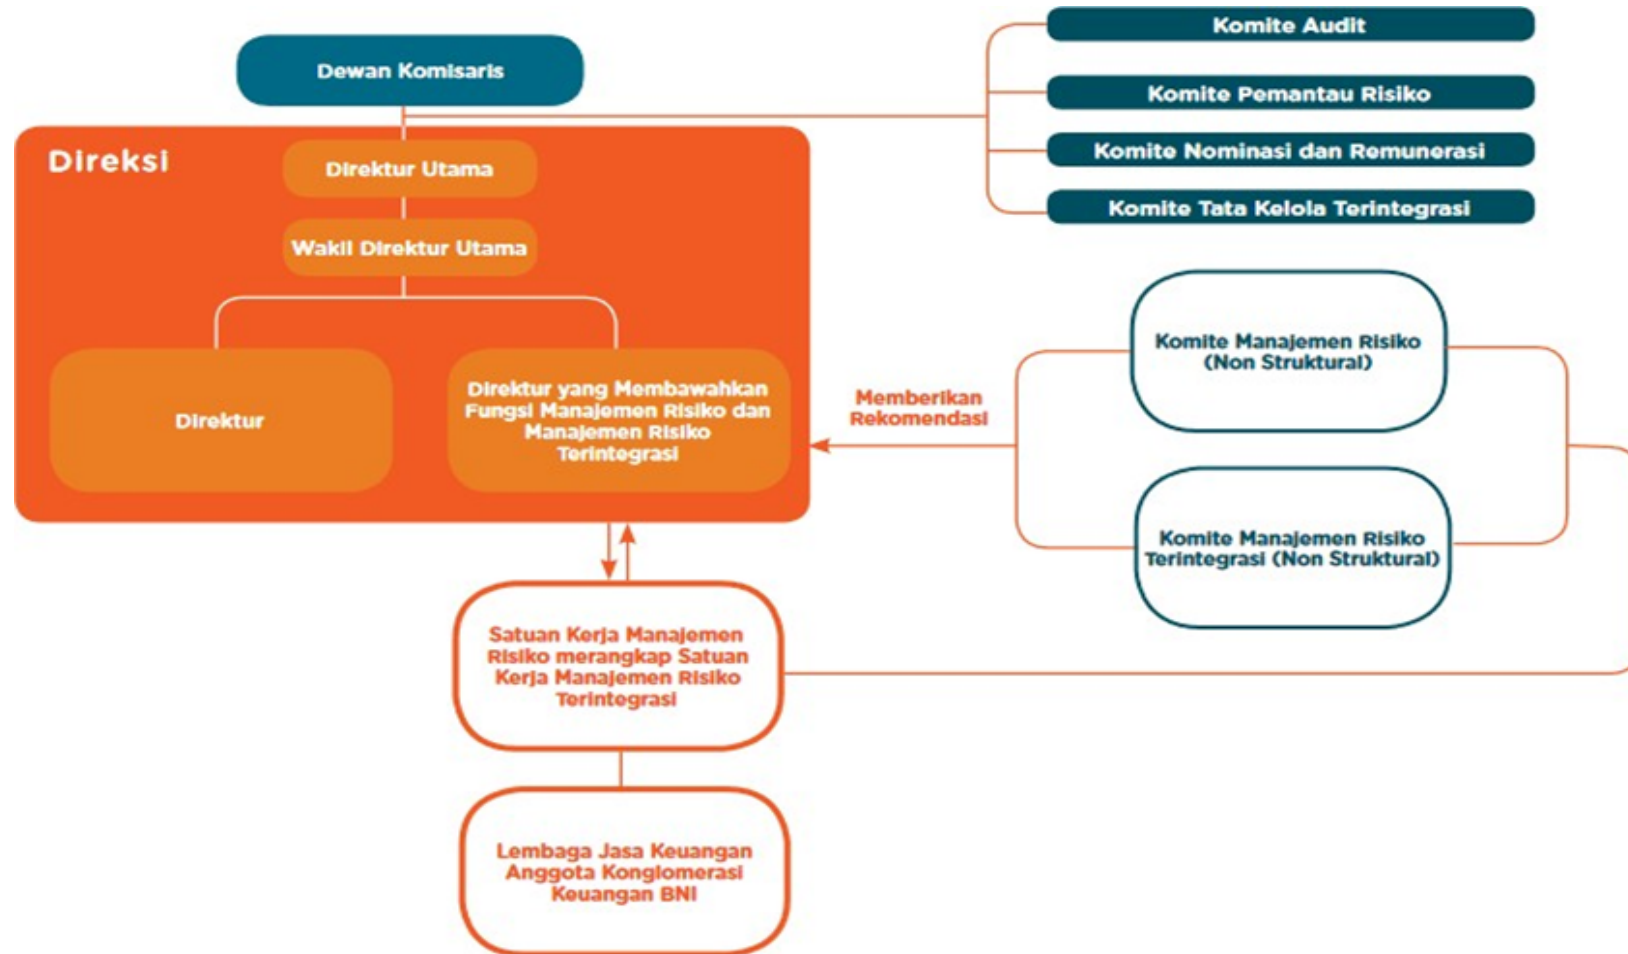 Dewan Komisaris
Komite Audit
Komite Pemantau Risiko
Komite Nominasi dan Remunerasi
Komite Tata Kelola Terintegrasi
Direksi
Direktur Utama
Wakil Direktur Utama
Direktur
Direktur yang Membawahkan
Fungsi Manajemen Risiko dan
Manajemen Risiko
Terintegrasi
Memberikan
Rekomendasi
Komite Manajemen Risiko
(Non Struktural)
Komite Manajemen Risiko
Terintegrasi (Non Struktural)
Satuan Kerja Manajemen
Risiko merangkap Satuan
Kerja Manajemen Risiko
Terintegrasi
Lembaga Jasa Keuangan
Anggota Konglomerasi
Keuangan BNI